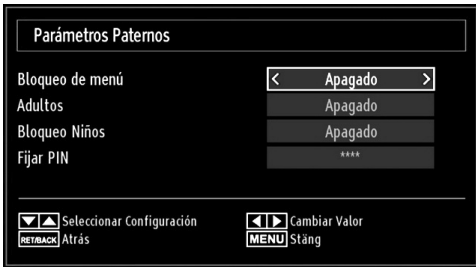 Parámetros Paternos
Bloqueo de menú < Apagado >
Adultos Apagado
Bloqueo Niños Apagado
Fijar PIN ****
Seleccionar Configuración Cambiar Valor
RET/BACK Atrás MENU Stäng